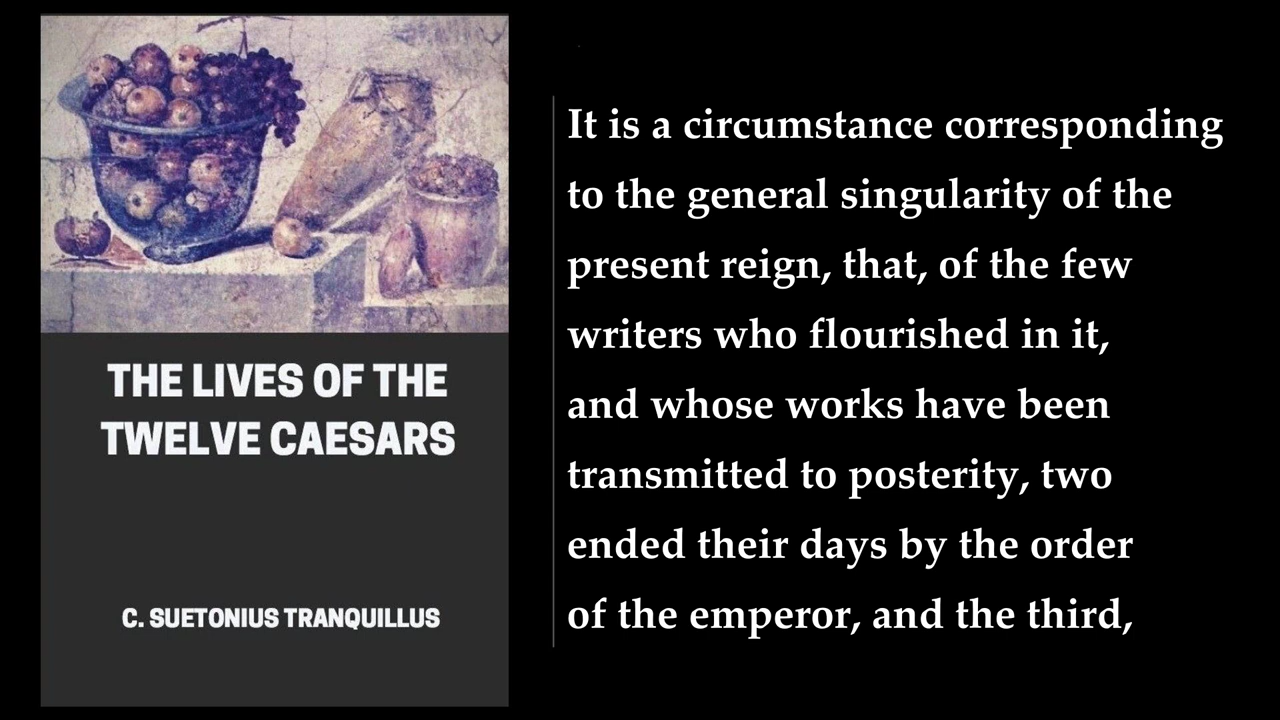 THE LIVES OF THE
TWELVE CAESARS
C. SUETONIUS TRANQUILLUS
It is a circumstance corresponding
to the general singularity of the
present reign, that, of the few
writers who flourished in it,
and whose works have been
transmitted to posterity, two
ended their days by the order
of the emperor, and the third,